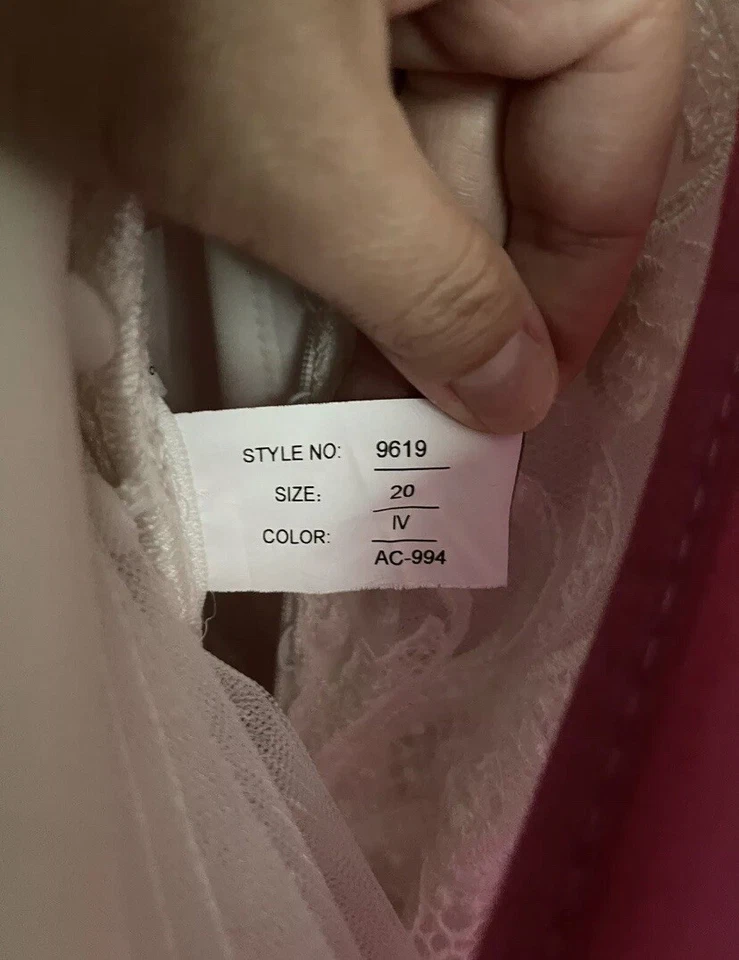 STYLE NO: 9619
SIZE: 20
COLOR: IV
AC-994